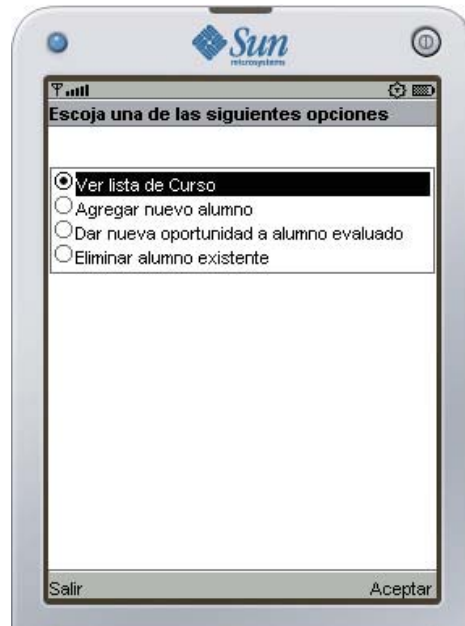 Sun
microsystems
Escoja una de las siguientes opciones
Ver lista de Curso
Agregar nuevo alumno
Dar nueva oportunidad a alumno evaluado
Eliminar alumno existente
Salir Aceptar